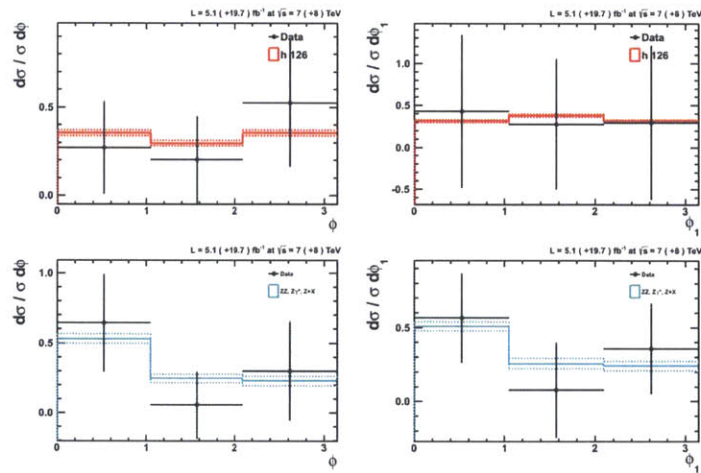 L = 5.1 ( +19.7 ) fb⁻¹ at √s = 7 (+8) TeV
dσ / σ dϕ
Data
h 126
0.5
0.0
0 1 2 3
ϕ
L = 5.1 ( +19.7 ) fb⁻¹ at √s = 7 (+8) TeV
dσ / σ dϕ₁
Data
h 126
1.0
0.5
0.0
-0.5
0 1 2 3
ϕ₁
L = 5.1 ( +19.7 ) fb⁻¹ at √s = 7 (+8) TeV
dσ / σ dϕ
1.0
Data
ZZ, Zγ*, Z+X
0.5
0.0
0 1 2 3
ϕ
L = 5.1 ( +19.7 ) fb⁻¹ at √s = 7 (+8) TeV
dσ / σ dϕ₁
Data
ZZ, Zγ*, Z+X
0.5
0.0
0 1 2 3
ϕ₁